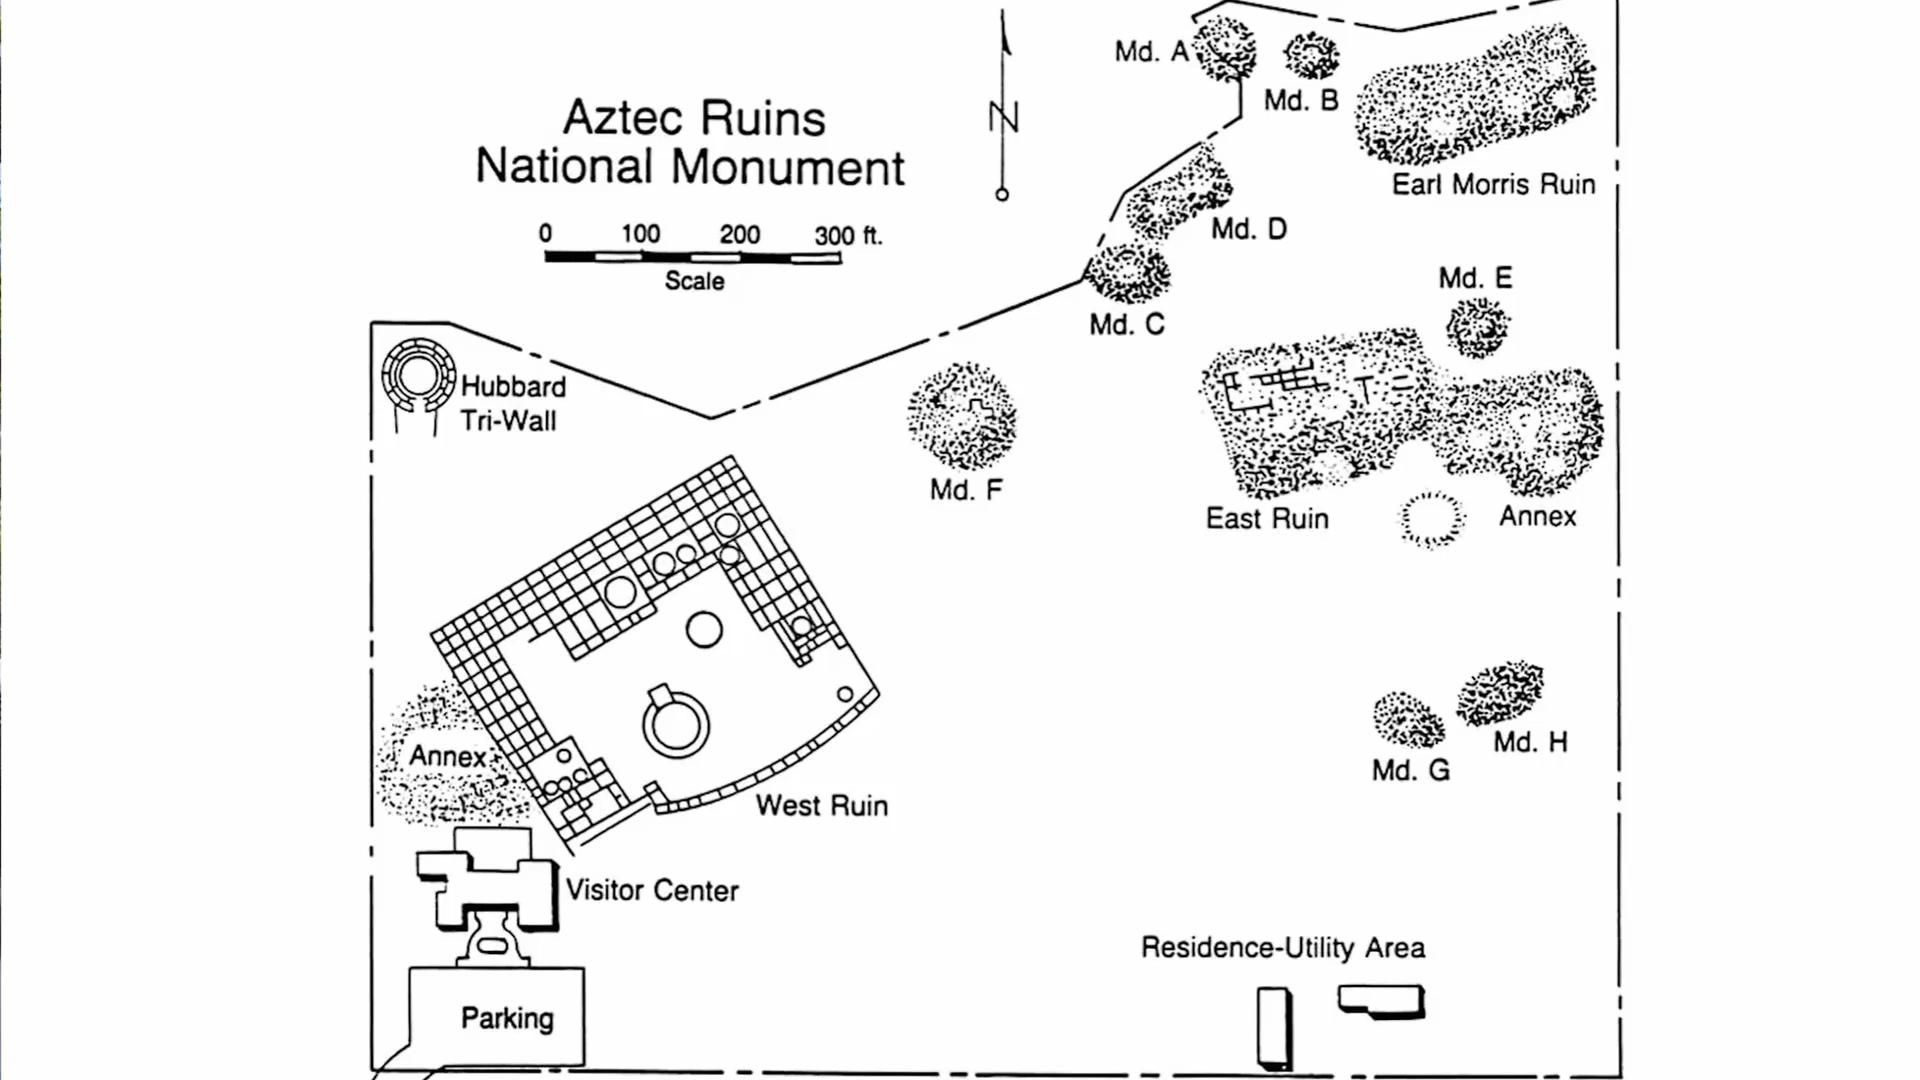 Md. A
Md. B
Aztec Ruins
National Monument
N
Earl Morris Ruin
0 100 200 300 ft.
Scale
Md. D
Md. C
Md. E
Hubbard
Tri-Wall
Md. F
East Ruin
Annex
Annex
Md. H
Md. G
West Ruin
Visitor Center
Residence-Utility Area
Parking